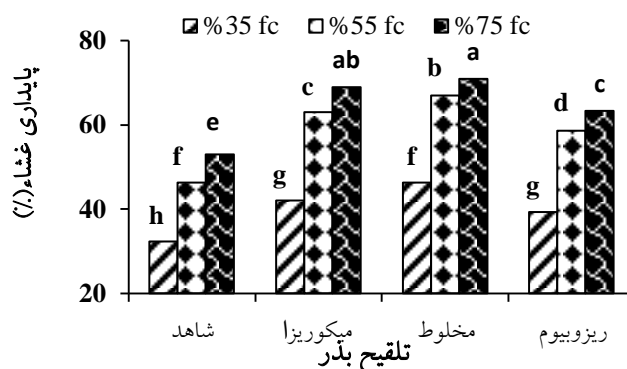 %35 fc %55 fc %75 fc
پایداری غشاء(٪)
80
60
40
20
h f e
g c ab
f b a
g d c
شاهد میکوریزا مخلوط ریزوبیوم
تلقیح بذر